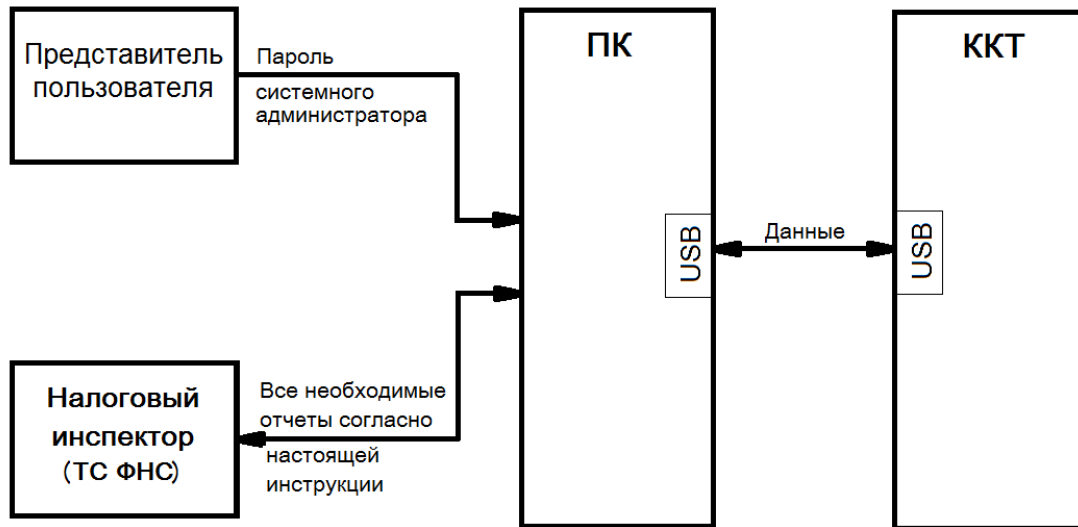 Представитель
пользователя
Пароль
системного
администратора
ПК
ККТ
USB
Данные
USB
Налоговый
инспектор
(ТС ФНС)
Все необходимые
отчеты согласно
настоящей
инструкции